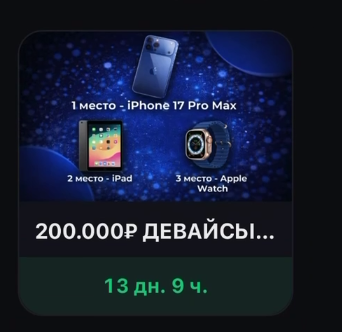 1 место - iPhone 17 Pro Max
2 место - iPad
3 место - Apple
Watch
200.000₽ ДЕВАЙСЫ...
13 дн. 9 ч.